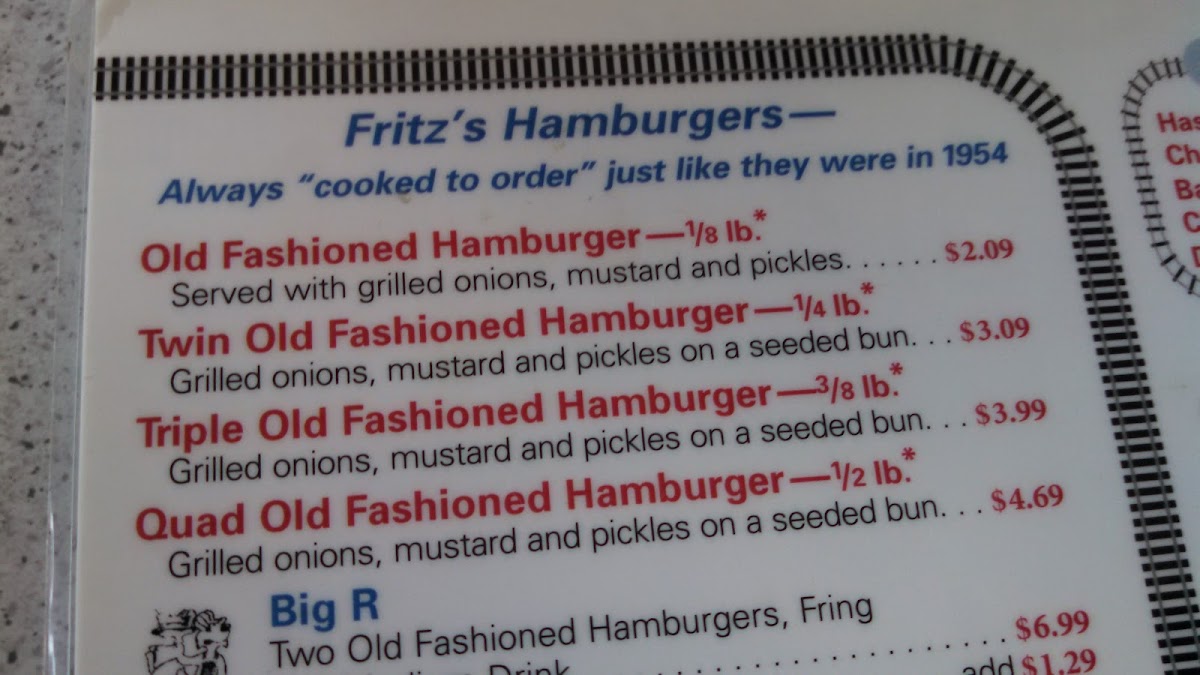 Fritz's Hamburgers—
Always "cooked to order" just like they were in 1954
Old Fashioned Hamburger—1/8 lb.*
Served with grilled onions, mustard and pickles. . . . . . $2.09
Twin Old Fashioned Hamburger—1/4 lb.*
Grilled onions, mustard and pickles on a seeded bun. . . $3.09
Triple Old Fashioned Hamburger—3/8 lb.*
Grilled onions, mustard and pickles on a seeded bun. . . $3.99
Quad Old Fashioned Hamburger—1/2 lb.*
Grilled onions, mustard and pickles on a seeded bun. . . $4.69
Big R
Two Old Fashioned Hamburgers, Fring
Drink . . . . . . . . . . . . . . . . . . . . $6.99
add $1.29
Has
Ch
Ba
C